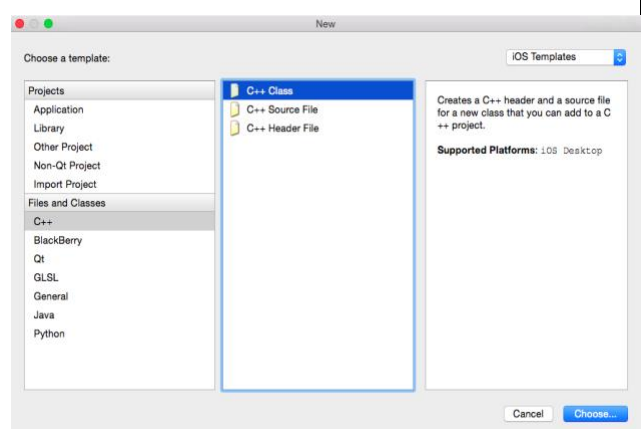 New
Choose a template:
iOS Templates
Projects
Application
Library
Other Project
Non-Qt Project
Import Project
Files and Classes
C++
BlackBerry
Qt
GLSL
General
Java
Python
C++ Class
C++ Source File
C++ Header File
Creates a C++ header and a source file
for a new class that you can add to a C
++ project.
Supported Platforms: iOS Desktop
Cancel
Choose...